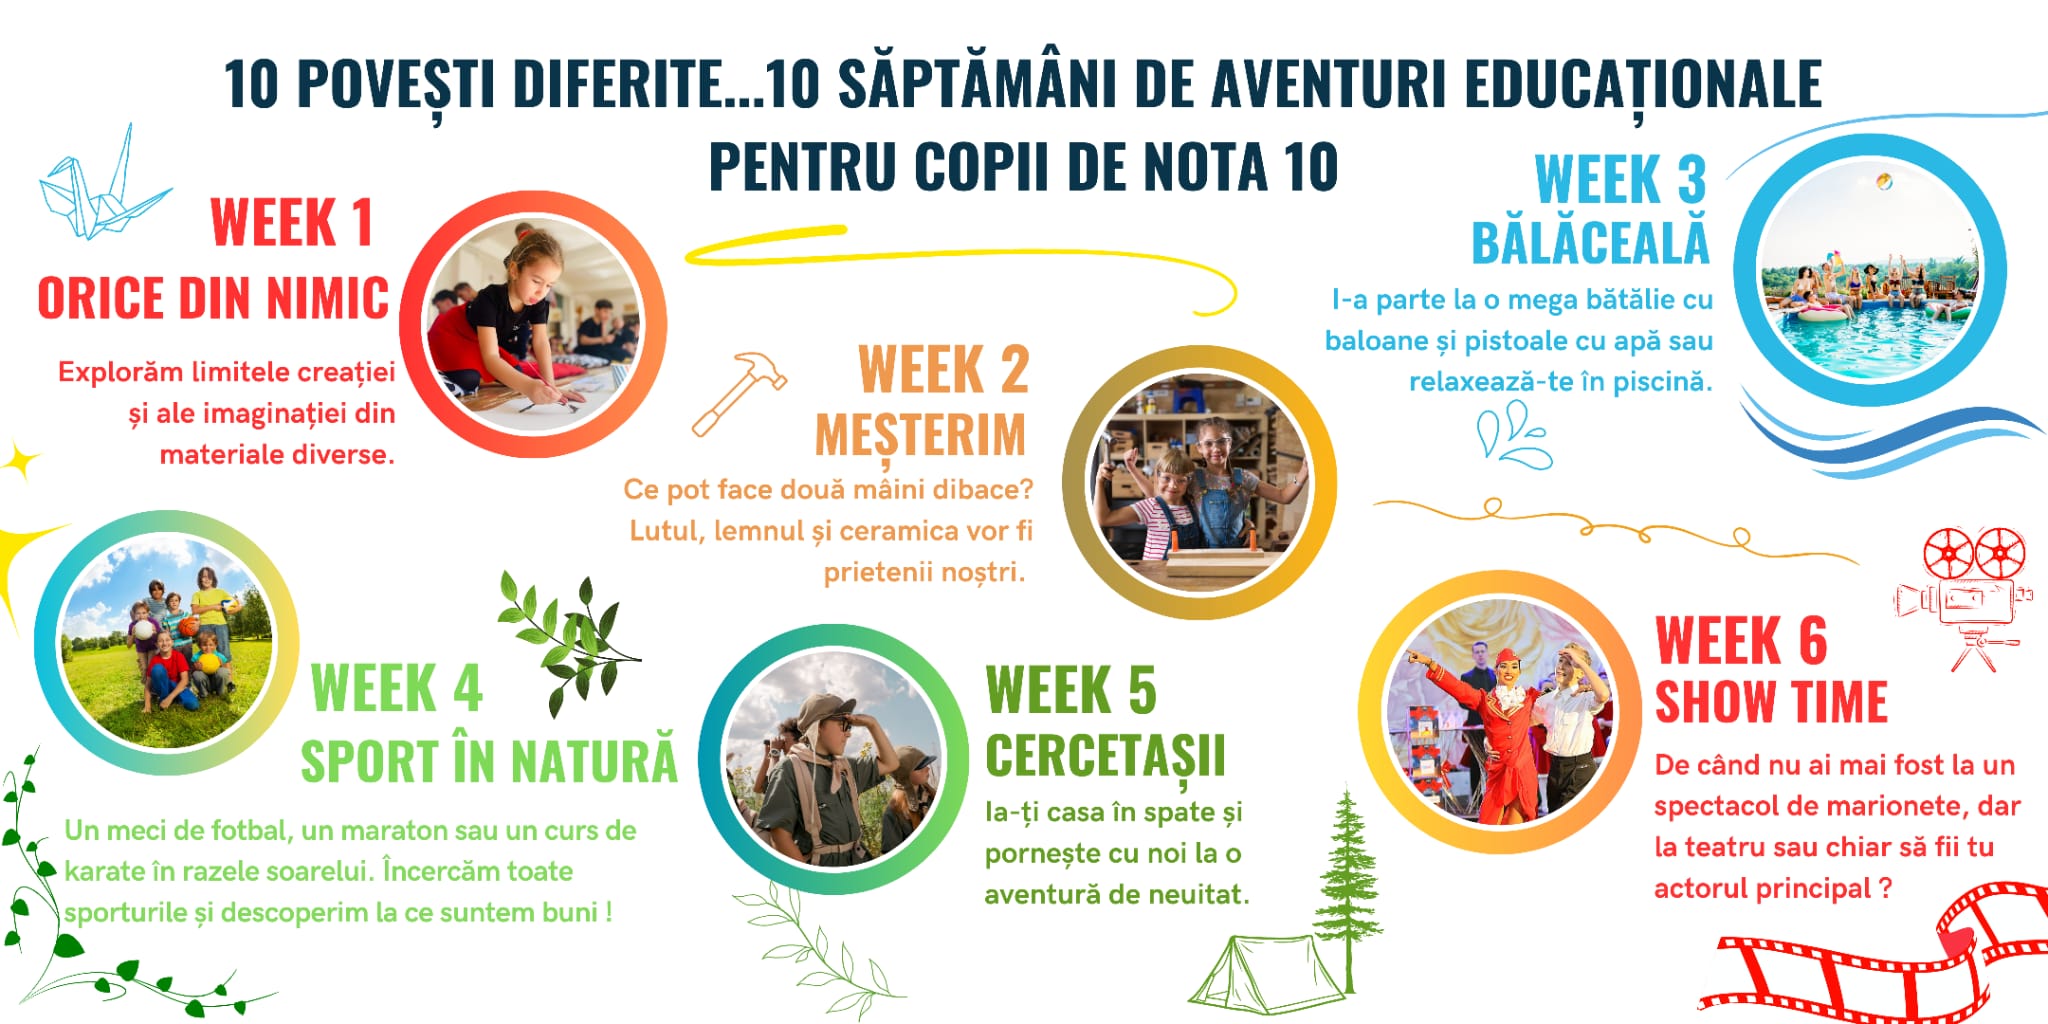 10 POVEȘTI DIFERITE...10 SĂPTĂMÂNI DE AVENTURI EDUCAȚIONALE
PENTRU COPII DE NOTA 10
WEEK 1
ORICE DIN NIMIC
Explorăm limitele creației
și ale imaginației din
materiale diverse.
WEEK 2
MEȘTERIM
Ce pot face două mâini dibace?
Lutul, lemnul și ceramica vor fi
prietenii noștri.
WEEK 3
BĂLĂCEALĂ
I-a parte la o mega bătălie cu
baloane și pistoale cu apă sau
relaxează-te în piscină.
WEEK 4
SPORT ÎN NATURĂ
Un meci de fotbal, un maraton sau un curs de
karate în razele soarelui. Încercăm toate
sporturile și descoperim la ce suntem buni !
WEEK 5
CERCETAȘII
Ia-ți casa în spate și
pornește cu noi la o
aventură de neuitat.
WEEK 6
SHOW TIME
De când nu ai mai fost la un
spectacol de marionete, dar
la teatru sau chiar să fii tu
actorul principal ?